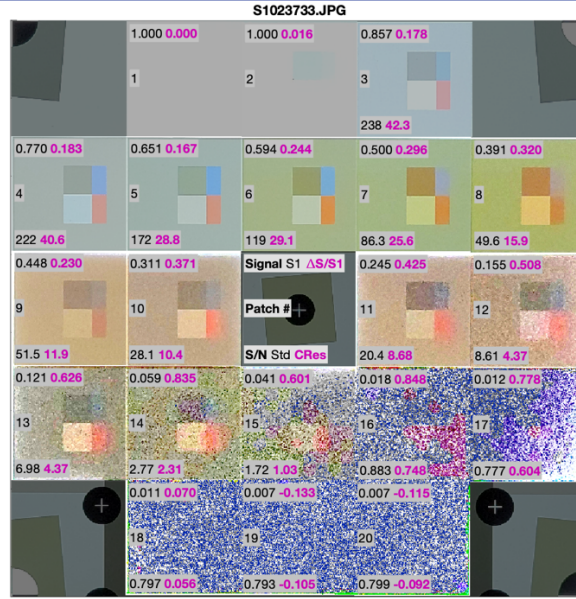 S1023733.JPG
1.000 0.000 1.000 0.016 0.857 0.178
1 2 3
238 42.3
0.770 0.183 0.651 0.167 0.594 0.244 0.500 0.296 0.391 0.320
4 5 6 7 8
222 40.6 172 28.8 119 29.1 86.3 25.6 49.6 15.9
0.448 0.230 0.311 0.371 Signal S1 ΔS/S1 0.245 0.425 0.155 0.508
9 10 Patch # 11 12
51.5 11.9 28.1 10.4 S/N Std CRes 20.4 8.68 8.61 4.37
0.121 0.626 0.059 0.835 0.041 0.601 0.018 0.848 0.012 0.778
13 14 15 16 17
6.98 4.37 2.77 2.31 1.72 1.03 0.883 0.748 0.777 0.604
0.011 0.070 0.007 -0.133 0.007 -0.115
18 19 20
0.797 0.056 0.793 -0.105 0.799 -0.092